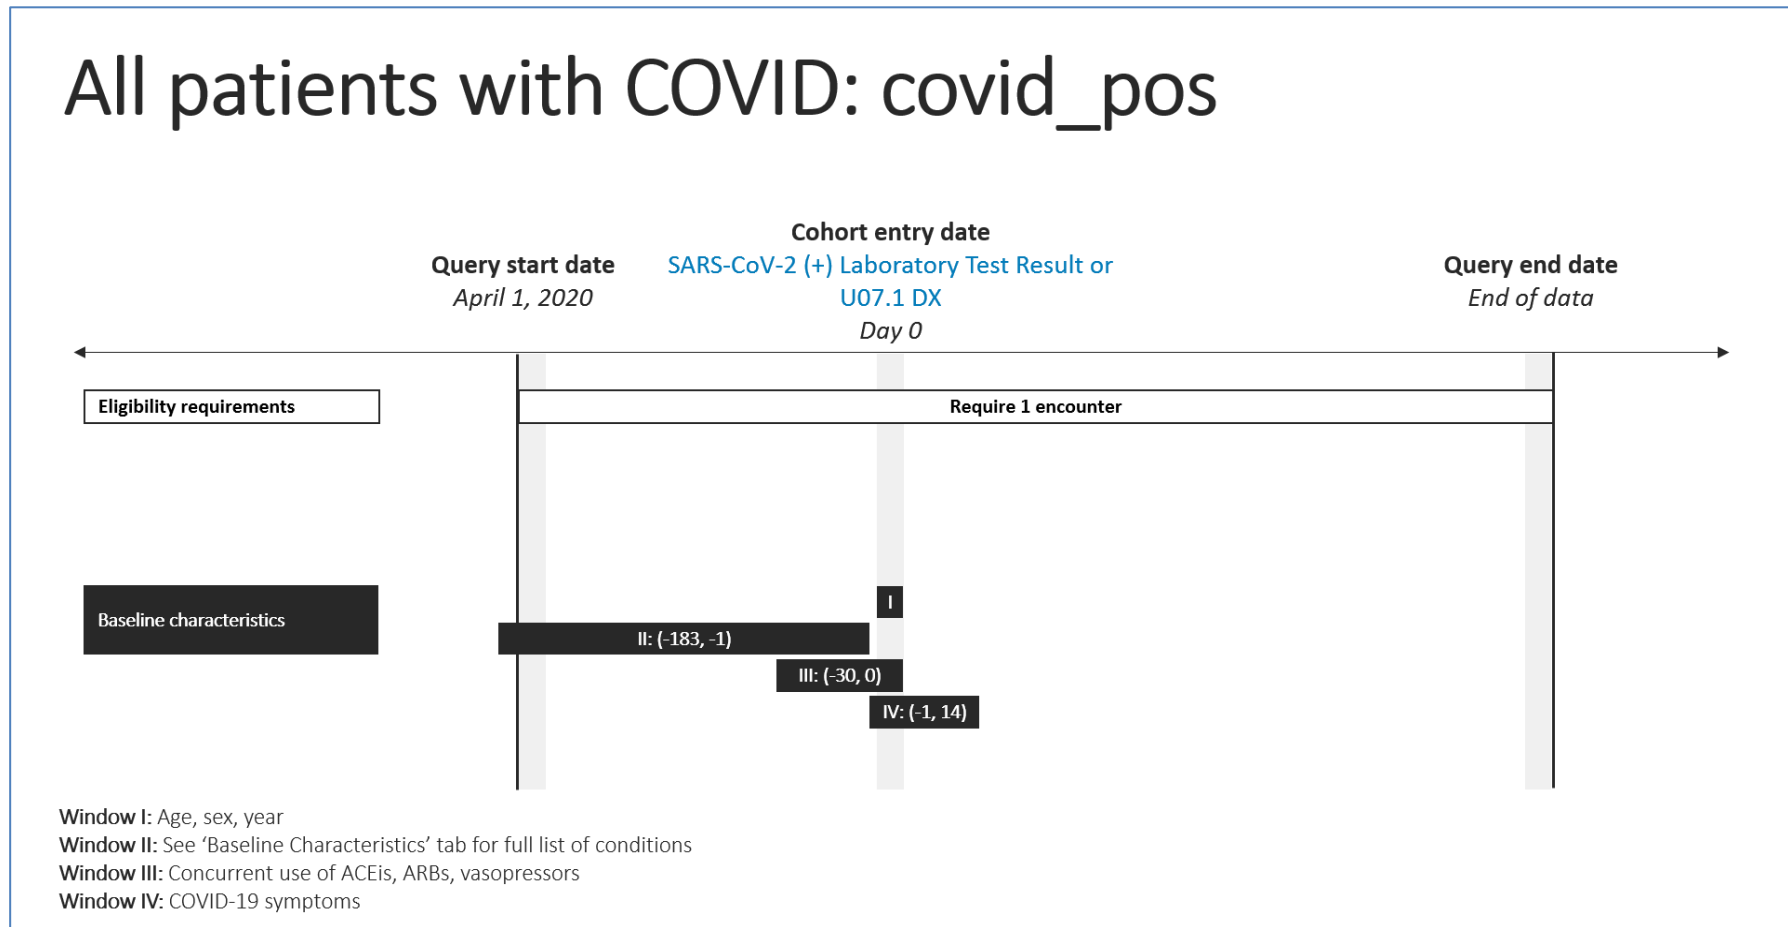 All patients with COVID: covid_pos
Cohort entry date
Query start date
SARS-CoV-2 (+) Laboratory Test Result or
Query end date
April 1, 2020
U07.1 DX
End of data
Day 0
Eligibility requirements
Require 1 encounter
Baseline characteristics
I
II: (-183, -1)
III: (-30, 0)
IV: (-1, 14)
Window I: Age, sex, year
Window II: See ‘Baseline Characteristics’ tab for full list of conditions
Window III: Concurrent use of ACEis, ARBs, vasopressors
Window IV: COVID-19 symptoms